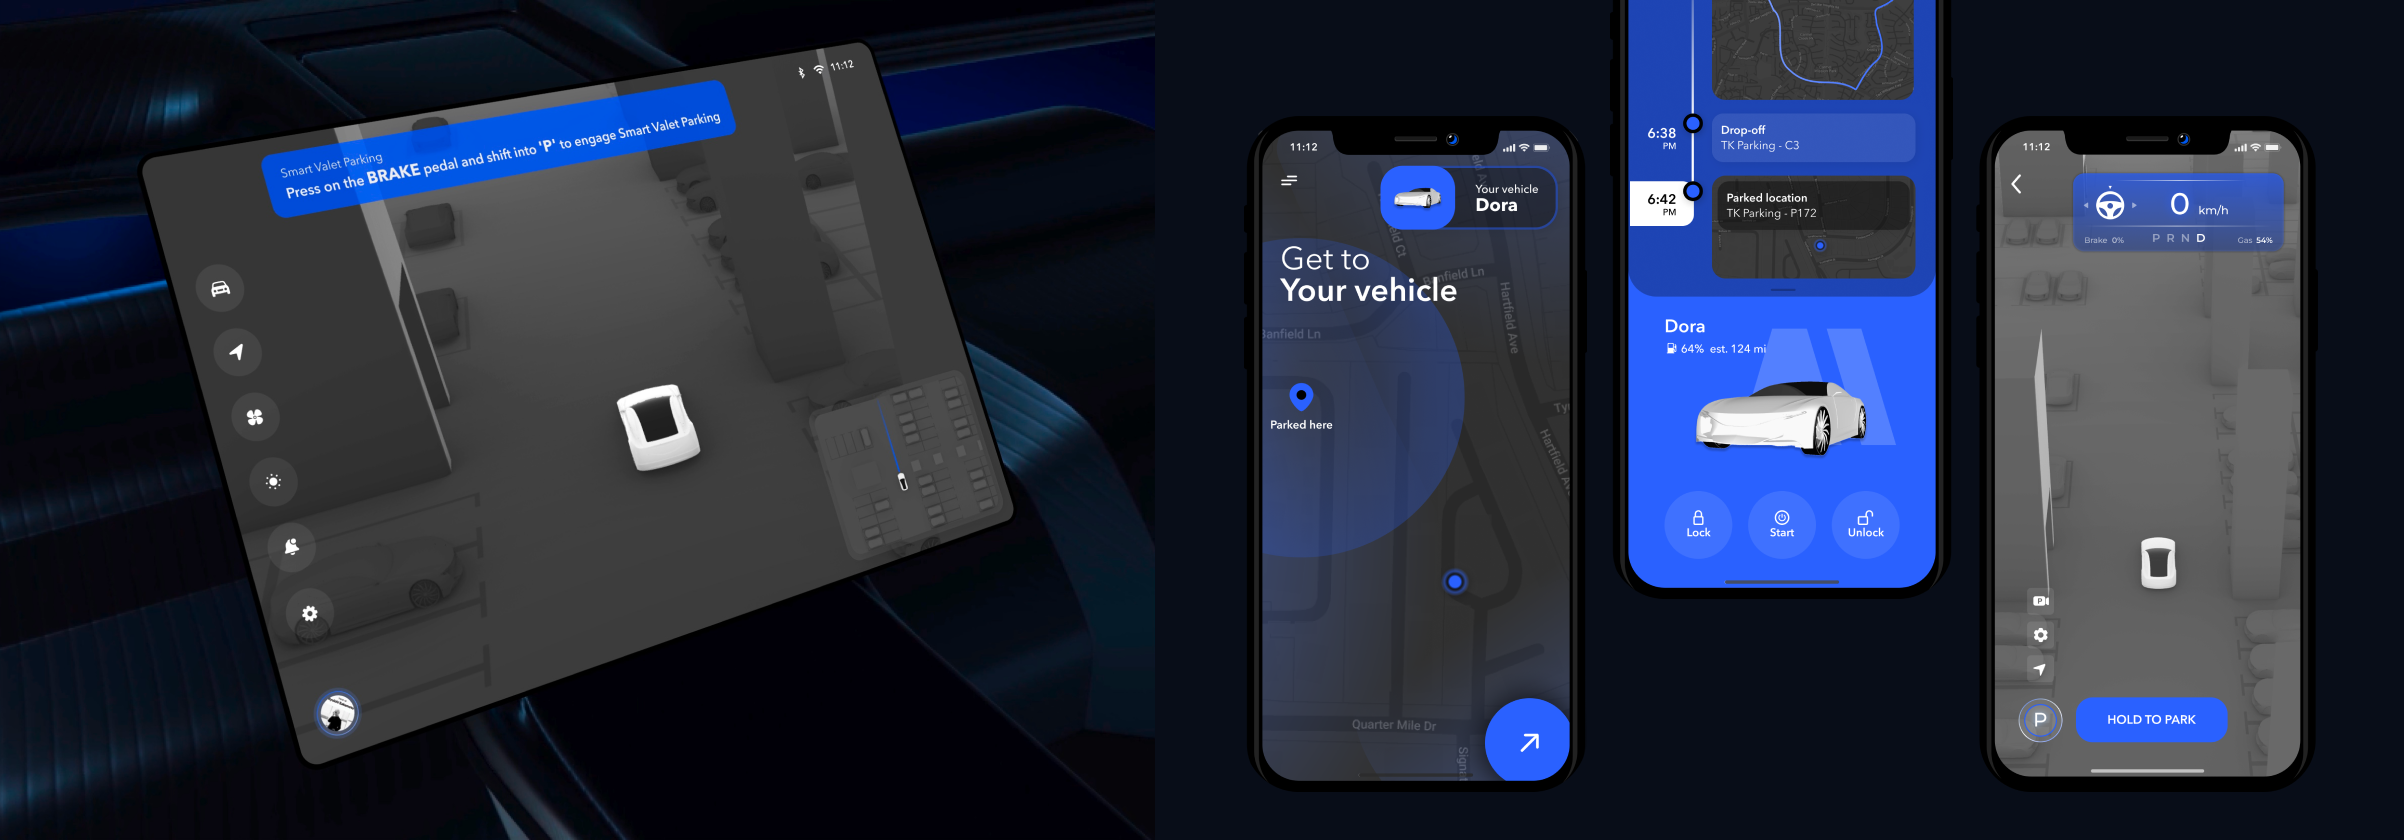 11:12
Smart Valet Parking
Press on the BRAKE pedal and shift into 'P' to engage Smart Valet Parking
11:12
Your vehicle
Dora
Get to
Your vehicle
Banfield Ln
Hartfield Ave
Banfield Ln
Parked here
Hartfield
Quarter Mile Dr
6:38
PM
Drop-off
TK Parking - C3
6:42
PM
Parked location
TK Parking - P172
Dora
64% est. 124 mi
Lock
Start
Unlock
11:12
0 km/h
Brake 0%
P R N D
Gas 54%
P
P
HOLD TO PARK